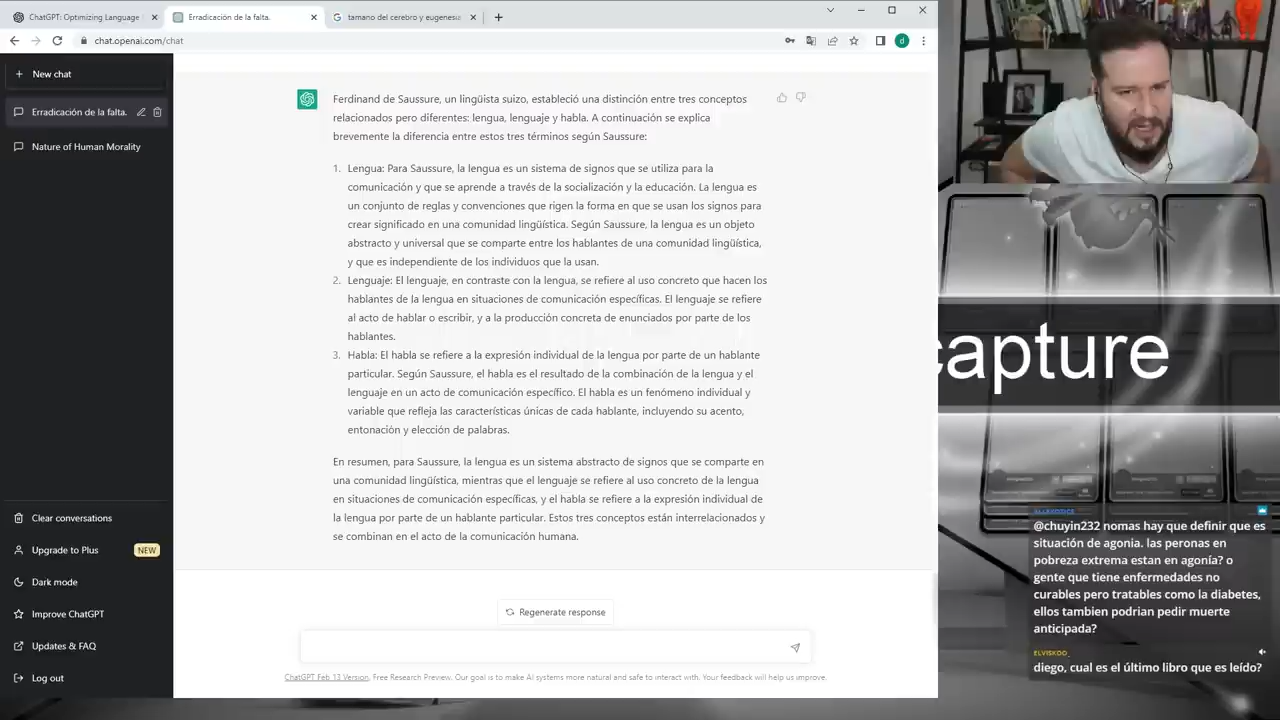 ChatGPT: Optimizing Language
Erradicación de la falta.
tamano del cerebro y eugenesi
chat.openai.com/chat
d
New chat
Erradicación de la falta.
Nature of Human Morality
Ferdinand de Saussure, un lingüista suizo, estableció una distinción entre tres conceptos
relacionados pero diferentes: lengua, lenguaje y habla. A continuación se explica
brevemente la diferencia entre estos tres términos según Saussure:
1. Lengua: Para Saussure, la lengua es un sistema de signos que se utiliza para la
comunicación y que se aprende a través de la socialización y la educación. La lengua es
un conjunto de reglas y convenciones que rigen la forma en que se usan los signos para
crear significado en una comunidad lingüística. Según Saussure, la lengua es un objeto
abstracto y universal que se comparte entre los hablantes de una comunidad lingüística,
y que es independiente de los individuos que la usan.
2. Lenguaje: El lenguaje, en contraste con la lengua, se refiere al uso concreto que hacen los
hablantes de la lengua en situaciones de comunicación específicas. El lenguaje se refiere
al acto de hablar o escribir, y a la producción concreta de enunciados por parte de los
hablantes.
3. Habla: El habla se refiere a la expresión individual de la lengua por parte de un hablante
particular. Según Saussure, el habla es el resultado de la combinación de la lengua y el
lenguaje en un acto de comunicación específico. El habla es un fenómeno individual y
variable que refleja las características únicas de cada hablante, incluyendo su acento,
entonación y elección de palabras.
En resumen, para Saussure, la lengua es un sistema abstracto de signos que se comparte en
una comunidad lingüística, mientras que el lenguaje se refiere al uso concreto de la lengua
en situaciones de comunicación específicas, y el habla se refiere a la expresión individual de
la lengua por parte de un hablante particular. Estos tres conceptos están interrelacionados y
se combinan en el acto de la comunicación humana.
Clear conversations
Upgrade to Plus NEW
Dark mode
Improve ChatGPT
Updates & FAQ
Log out
Regenerate response
ChatGPT Feb 13 Version. Free Research Preview. Our goal is to make AI systems more natural and safe to interact with. Your feedback will help us improve.
capture
@chuyin232 nomas hay que definir que es
situación de agonia. las peronas en
pobreza extrema estan en agonía? o
gente que tiene enfermedades no
curables pero tratables como la diabetes,
ellos tambien podrian pedir muerte
anticipada?
ELVISKOO_
diego, cual es el último libro que es leído?